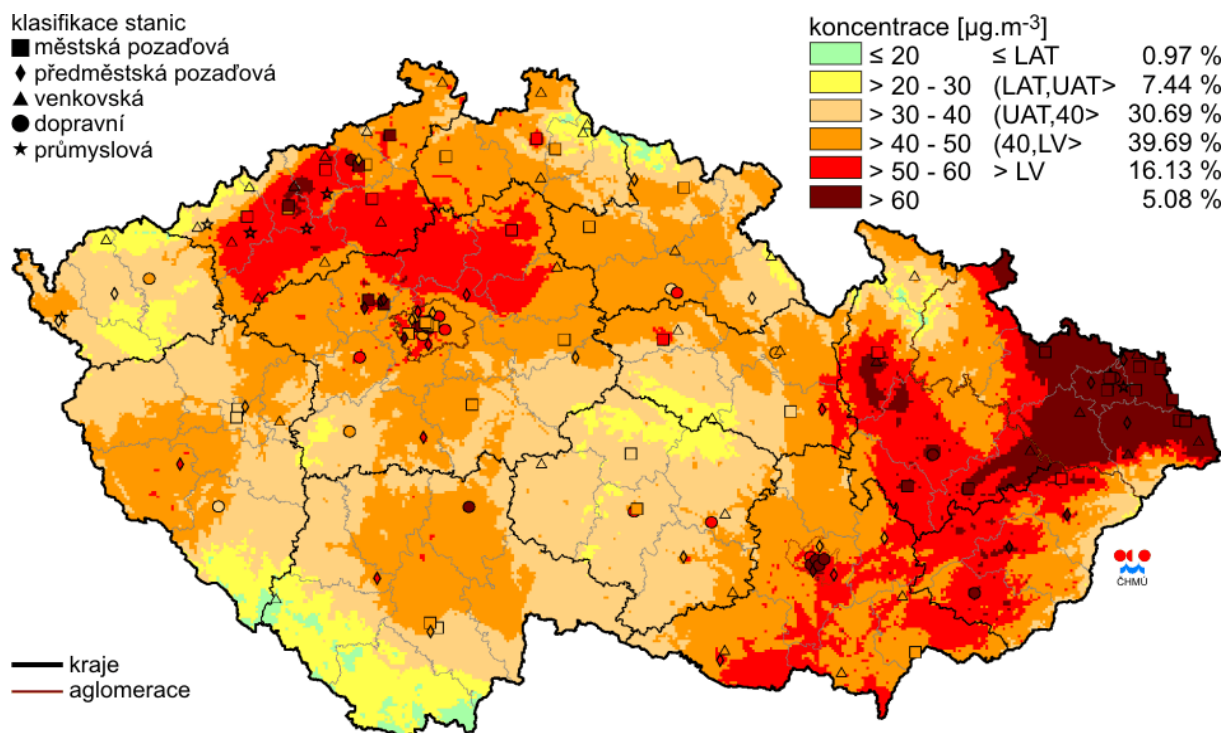 klasifikace stanic
městská pozaďová
předměstská pozaďová
venkovská
dopravní
průmyslová
koncentrace [µg.m⁻³]
≤ 20 ≤ LAT 0.97 %
> 20 - 30 (LAT,UAT> 7.44 %
> 30 - 40 (UAT,40> 30.69 %
> 40 - 50 (40,LV> 39.69 %
> 50 - 60 > LV 16.13 %
> 60 5.08 %
ČHMÚ
kraje
aglomerace